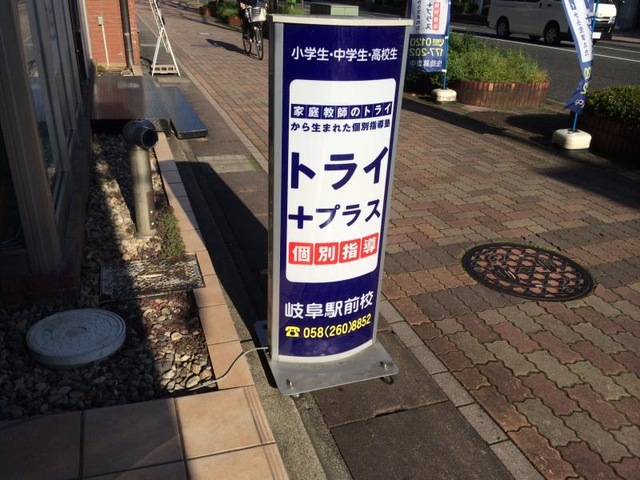 小学生・中学生・高校生
家庭教師のトライ
から生まれた個別指導塾
トライ
+プラス
個別指導
岐阜駅前校
☎058(260)8852